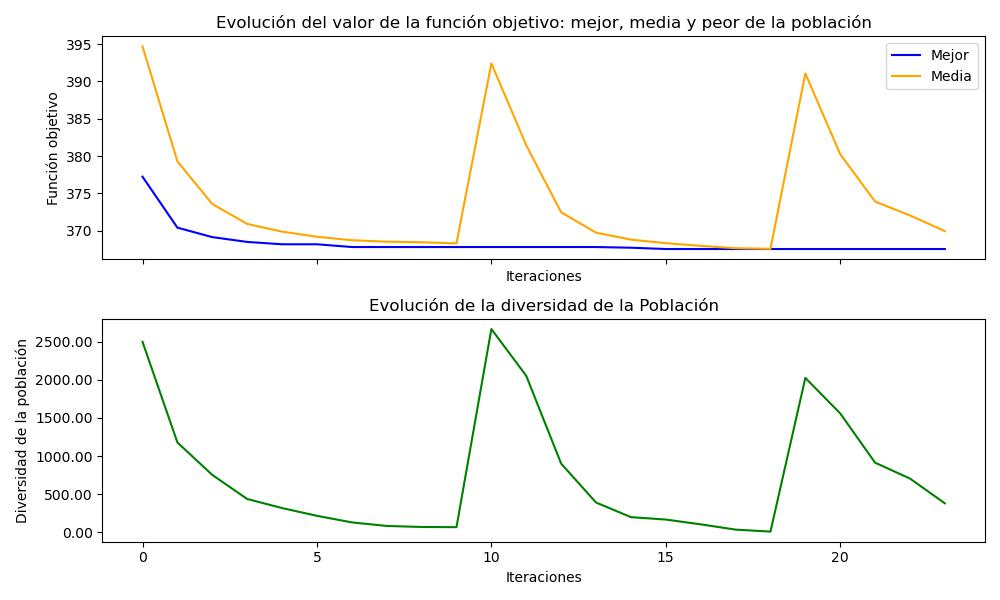 Evolución del valor de la función objetivo: mejor, media y peor de la población
Función objetivo
395
390
385
380
375
370
Mejor
Media
Iteraciones
Evolución de la diversidad de la Población
Diversidad de la población
2500.00
2000.00
1500.00
1000.00
500.00
0.00
0 5 10 15 20
Iteraciones